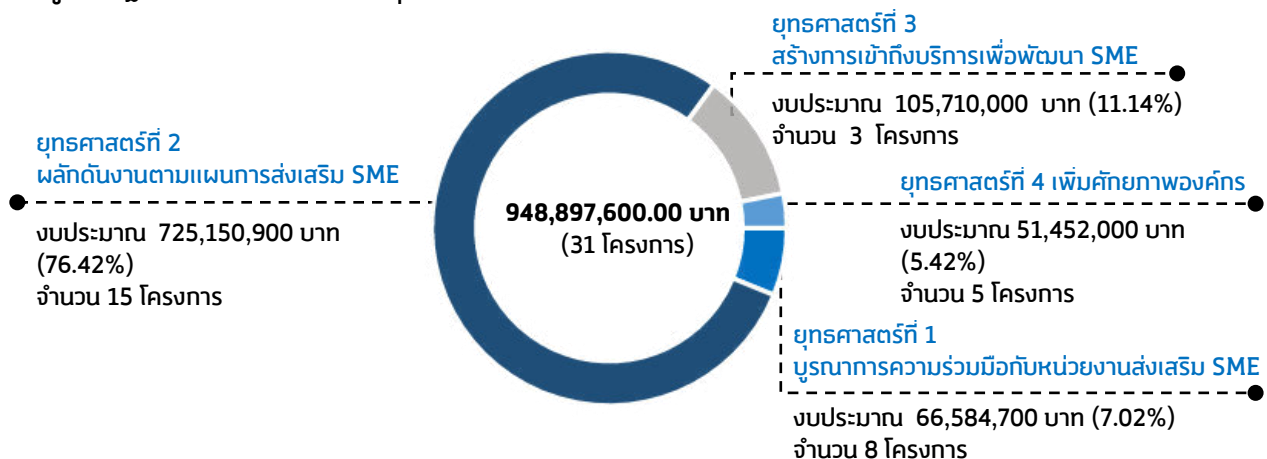 ยุทธศาสตร์ที่ 3
สร้างการเข้าถึงบริการเพื่อพัฒนา SME
งบประมาณ 105,710,000 บาท (11.14%)
จำนวน 3 โครงการ
ยุทธศาสตร์ที่ 2
ผลักดันงานตามแผนการส่งเสริม SME
งบประมาณ 725,150,900 บาท
(76.42%)
จำนวน 15 โครงการ
948,897,600.00 บาท
(31 โครงการ)
ยุทธศาสตร์ที่ 4 เพิ่มศักยภาพองค์กร
งบประมาณ 51,452,000 บาท
(5.42%)
จำนวน 5 โครงการ
ยุทธศาสตร์ที่ 1
บูรณาการความร่วมมือกับหน่วยงานส่งเสริม SME
งบประมาณ 66,584,700 บาท (7.02%)
จำนวน 8 โครงการ